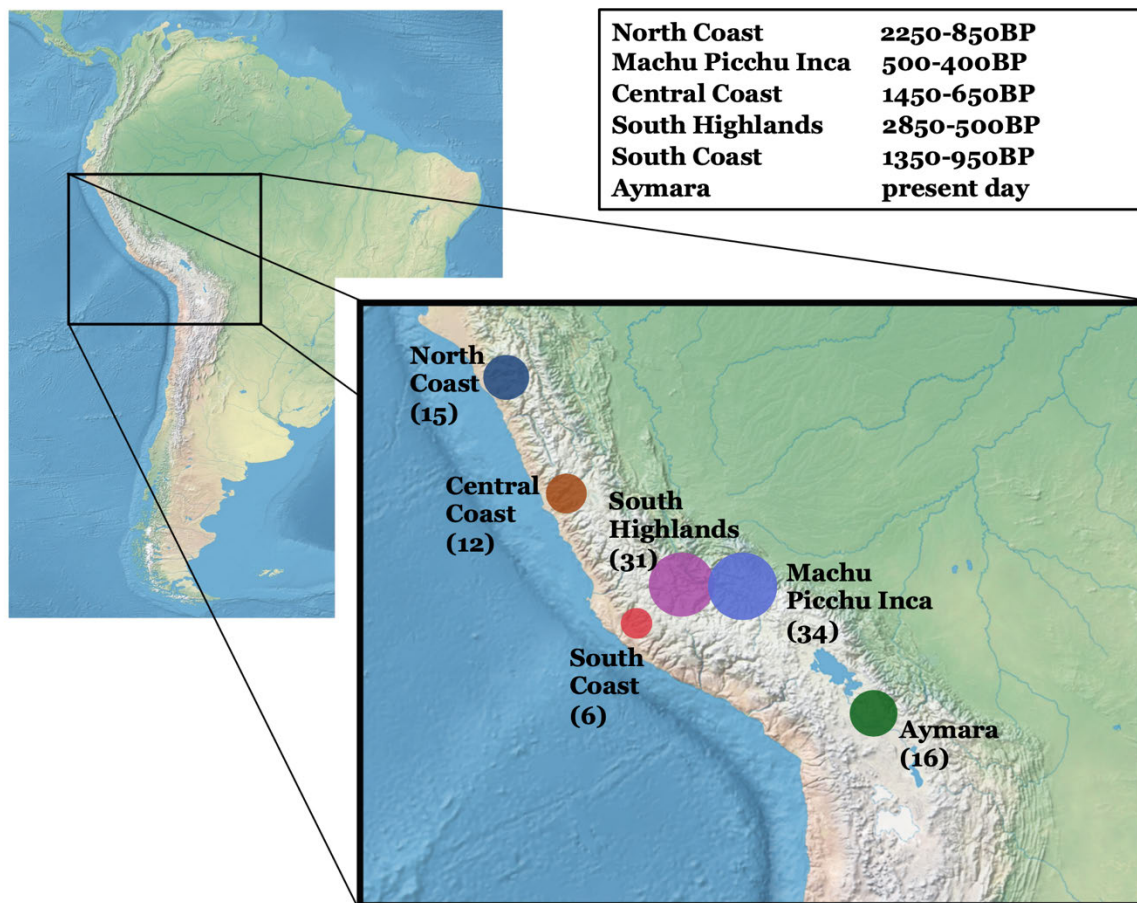 North Coast 2250-850BP
Machu Picchu Inca 500-400BP
Central Coast 1450-650BP
South Highlands 2850-500BP
South Coast 1350-950BP
Aymara present day
North
Coast
(15)
Central
Coast
(12)
South
Highlands
(31)
Machu
Picchu Inca
(34)
South
Coast
(6)
Aymara
(16)